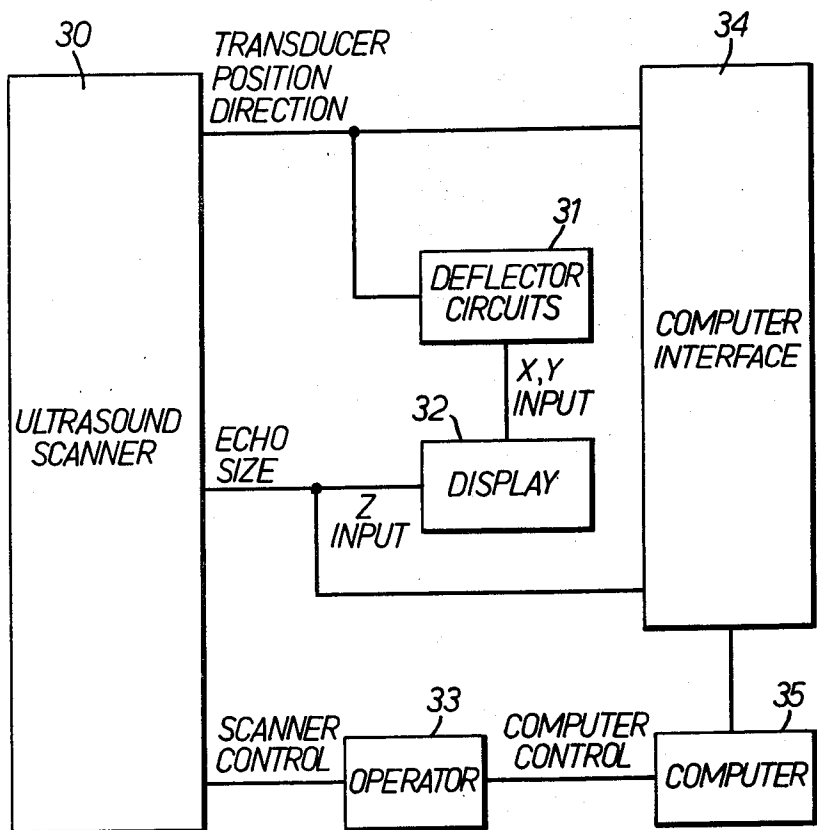 30
TRANSDUCER
POSITION
DIRECTION
34
31
DEFLECTOR
CIRCUITS
COMPUTER
INTERFACE
X,Y
INPUT
32
ULTRASOUND
SCANNER
ECHO
SIZE
DISPLAY
Z
INPUT
SCANNER
CONTROL
33
OPERATOR
COMPUTER
CONTROL
35
COMPUTER